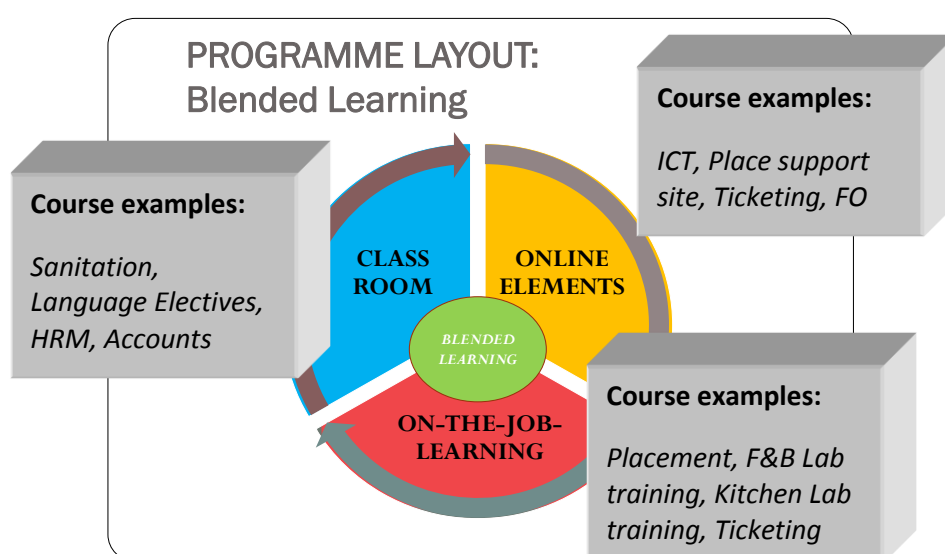 PROGRAMME LAYOUT:
Blended Learning
Course examples:
ICT, Place support
site, Ticketing, FO
Course examples:
Sanitation,
Language Electives,
HRM, Accounts
CLASS
ROOM
ONLINE
ELEMENTS
BLENDED
LEARNING
ON-THE-JOB-
LEARNING
Course examples:
Placement, F&B Lab
training, Kitchen Lab
training, Ticketing